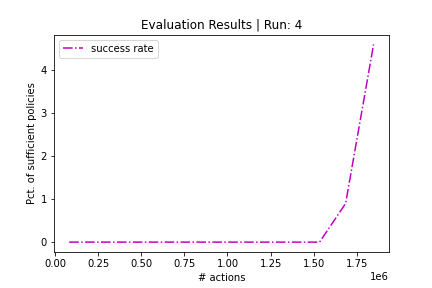 Evaluation Results | Run: 4
success rate
Pct. of sufficient policies
4
3
2
1
0
0.00 0.25 0.50 0.75 1.00 1.25 1.50 1.75
1e6
# actions